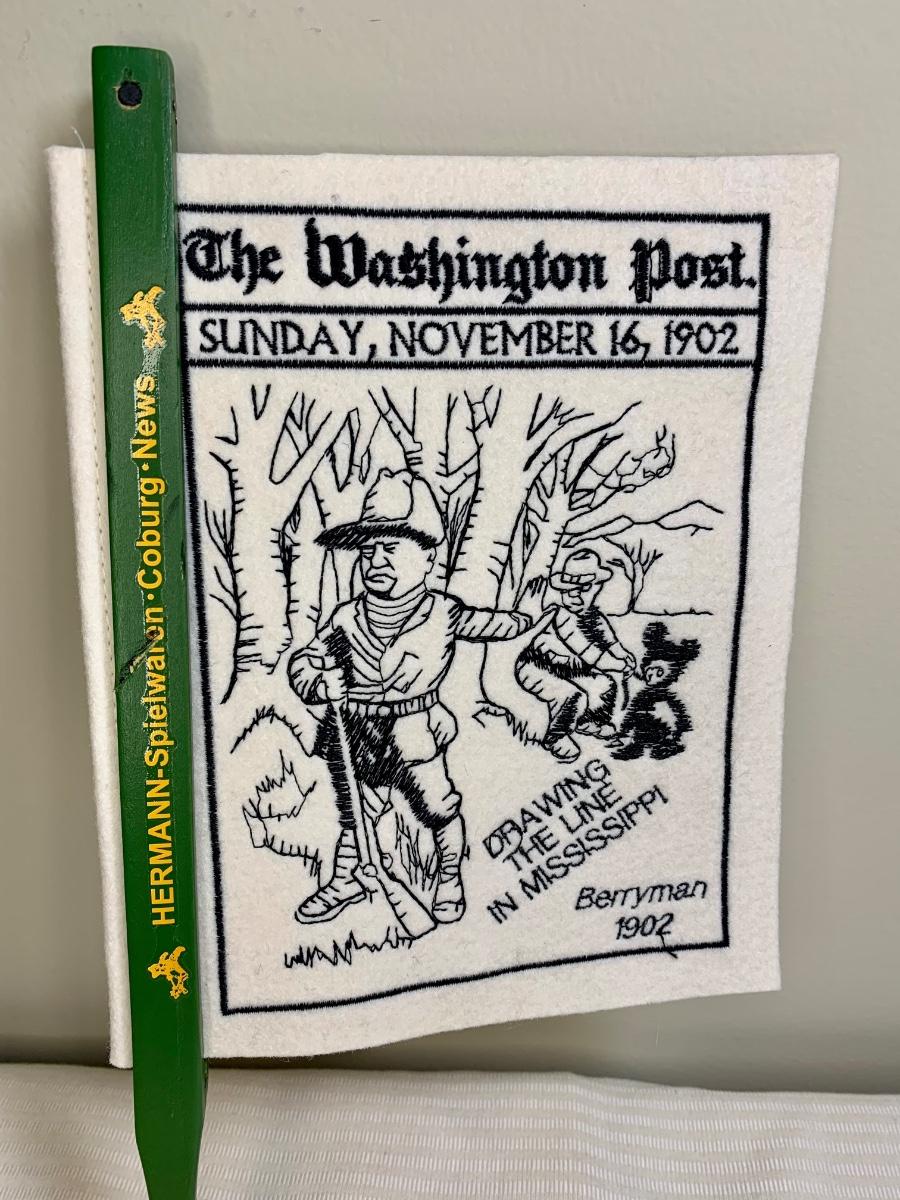 HERMANN-Spielwaren·Coburg·News
The Washington Post.
SUNDAY, NOVEMBER 16, 1902
DRAWING
THE LINE
IN MISSISSIPPI
Berryman
1902